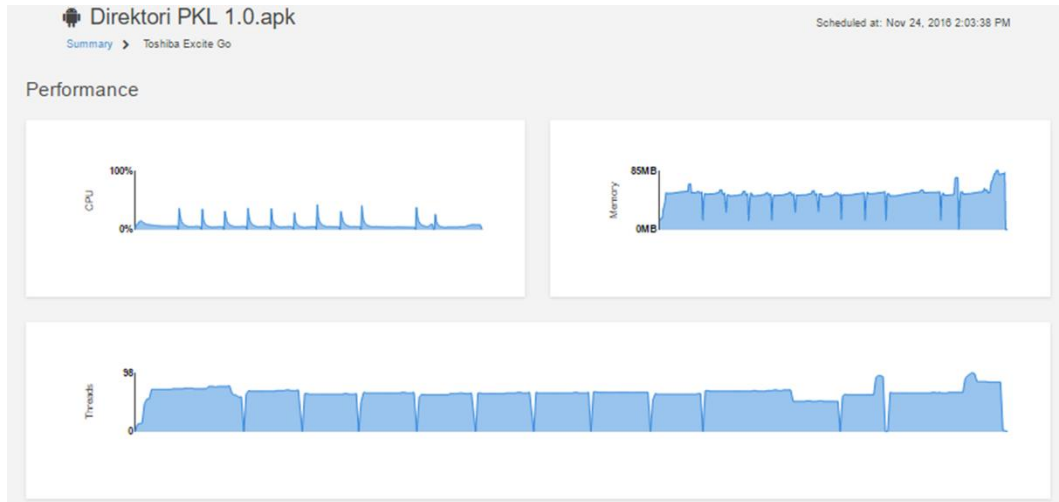 Direktori PKL 1.0.apk
Scheduled at: Nov 24, 2016 2:03:38 PM
Summary > Toshiba Excite Go
Performance
100%
CPU
0%
85MB
Memory
0MB
98
Threads
0